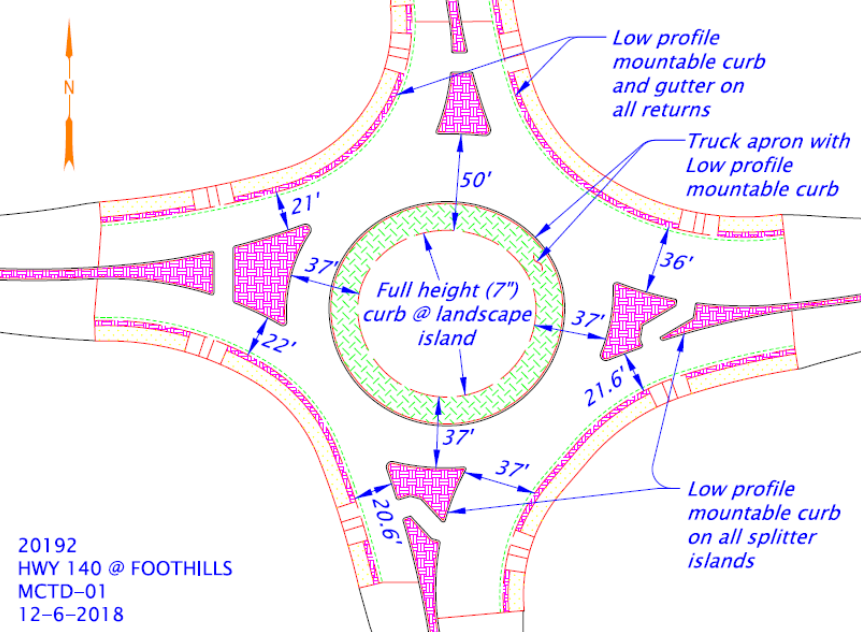 Low profile
mountable curb
and gutter on
all returns
N
Truck apron with
Low profile
mountable curb
50'
21'
36'
37'
Full height (7")
curb @ landscape
island
37'
22'
21.6'
37'
37'
20.6'
Low profile
mountable curb
on all splitter
islands
20192
HWY 140 @ FOOTHILLS
MCTD-01
12-6-2018